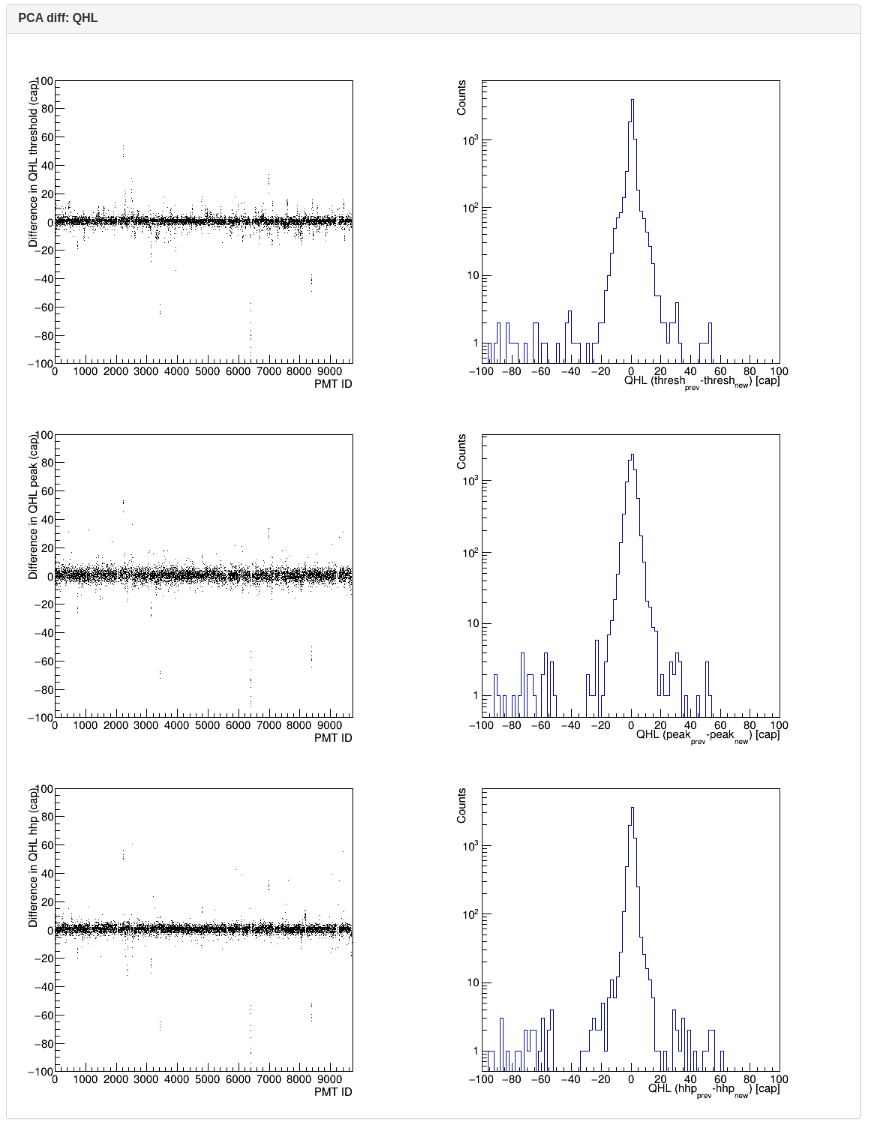 PCA diff: QHL
Difference in QHL threshold (cap)
100
80
60
40
20
0
−20
−40
−60
−80
−100
0 1000 2000 3000 4000 5000 6000 7000 8000 9000
PMT ID
Counts
10³
10²
10
1
−100 −80 −60 −40 −20 0 20 40 60 80 100
QHL (thresh_prev-thresh_new) [cap]
Difference in QHL peak (cap)
100
80
60
40
20
0
−20
−40
−60
−80
−100
0 1000 2000 3000 4000 5000 6000 7000 8000 9000
PMT ID
Counts
10³
10²
10
1
−100 −80 −60 −40 −20 0 20 40 60 80 100
QHL (peak_prev-peak_new) [cap]
Difference in QHL hhp (cap)
100
80
60
40
20
0
−20
−40
−60
−80
−100
0 1000 2000 3000 4000 5000 6000 7000 8000 9000
PMT ID
Counts
10³
10²
10
1
−100 −80 −60 −40 −20 0 20 40 60 80 100
QHL (hhp_prev-hhp_new) [cap]